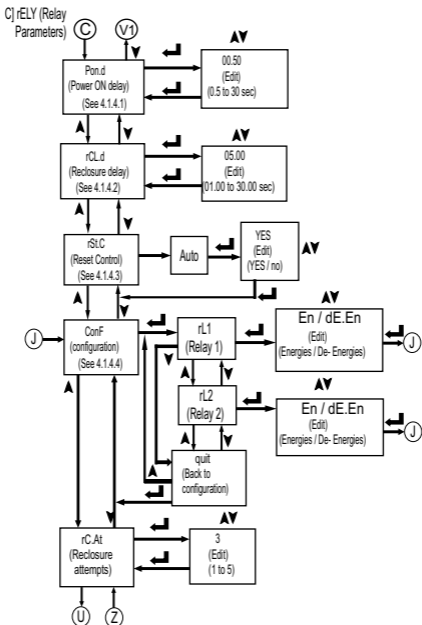 C] rELY (Relay
Parameters)
C
V1
Pon.d
(Power ON delay)
(See 4.1.4.1)
00.50
(Edit)
(0.5 to 30 sec)
rCL.d
(Reclosure delay)
(See 4.1.4.2)
05.00
(Edit)
(01.00 to 30.00 sec)
rSt.C
(Reset Control)
(See 4.1.4.3)
Auto
YES
(Edit)
(YES / no)
J
ConF
(configuration)
(See 4.1.4.4)
rL1
(Relay 1)
En / dE.En
(Edit)
(Energies / De- Energies)
J
rL2
(Relay 2)
En / dE.En
(Edit)
(Energies / De- Energies)
J
quit
(Back to
configuration)
rC.At
(Reclosure
attempts)
3
(Edit)
(1 to 5)
U
Z